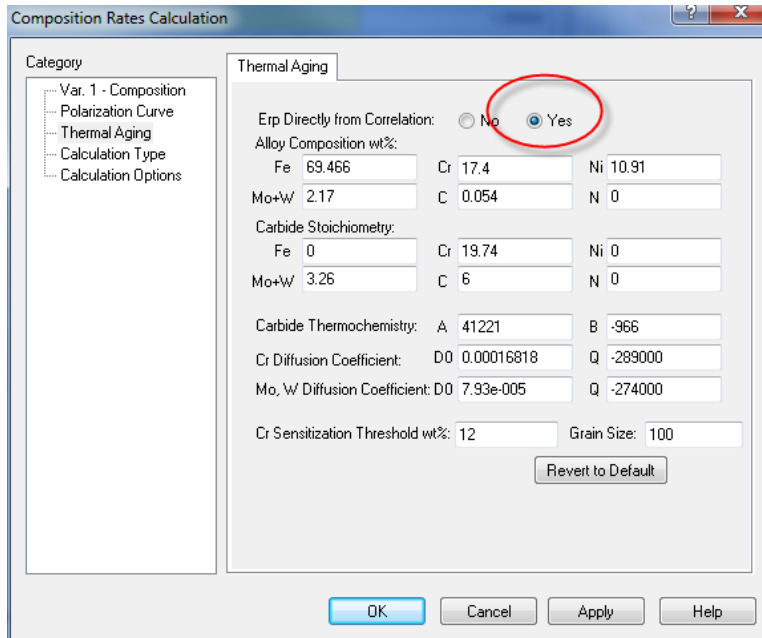 Composition Rates Calculation
? X
Category
Var. 1 - Composition
Polarization Curve
Thermal Aging
Calculation Type
Calculation Options
Thermal Aging
Erp Directly from Correlation: No Yes
Alloy Composition wt%:
Fe 69.466 Cr 17.4 Ni 10.91
Mo+W 2.17 C 0.054 N 0
Carbide Stoichiometry:
Fe 0 Cr 19.74 Ni 0
Mo+W 3.26 C 6 N 0
Carbide Thermochemistry: A 41221 B -966
Cr Diffusion Coefficient: D0 0.00016818 Q -289000
Mo, W Diffusion Coefficient: D0 7.93e-005 Q -274000
Cr Sensitization Threshold wt%: 12 Grain Size: 100
Revert to Default
OK Cancel Apply Help